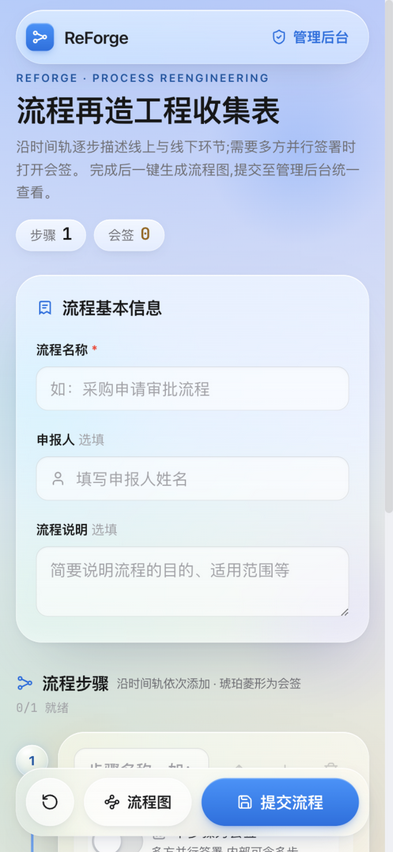 ReForge
管理后台
REFORGE · PROCESS REENGINEERING
流程再造工程收集表
沿时间轨逐步描述线上与线下环节;需要多方并行签署时
打开会签。 完成后一键生成流程图,提交至管理后台统一
查看。
步骤 1
会签 0
流程基本信息
流程名称 *
如：采购申请审批流程
申报人 选填
填写申报人姓名
流程说明 选填
简要说明流程的目的、适用范围等
流程步骤 沿时间轨依次添加 · 琥珀菱形为会签
0/1 就绪
1
流程图
提交流程